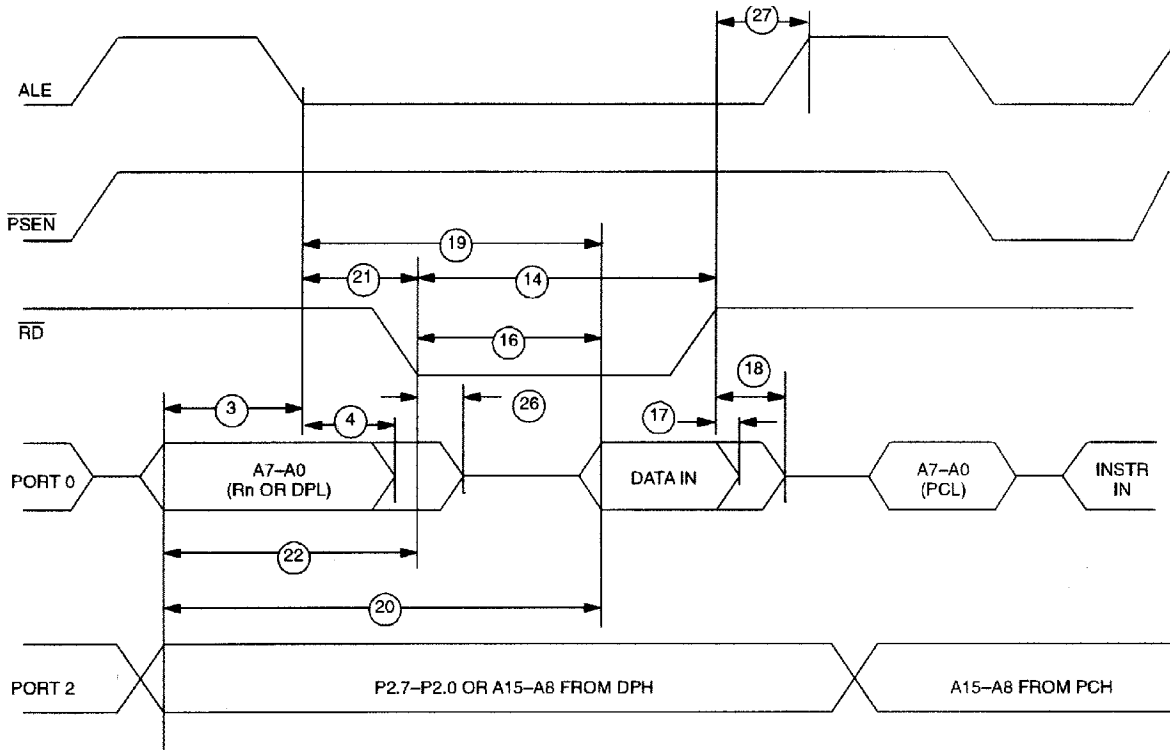 27
ALE
PSEN
19
21
14
RD
16
18
3
4
26
17
PORT 0
A7–A0
(Rn OR DPL)
DATA IN
A7–A0
(PCL)
INSTR
IN
22
20
PORT 2
P2.7–P2.0 OR A15–A8 FROM DPH
A15–A8 FROM PCH